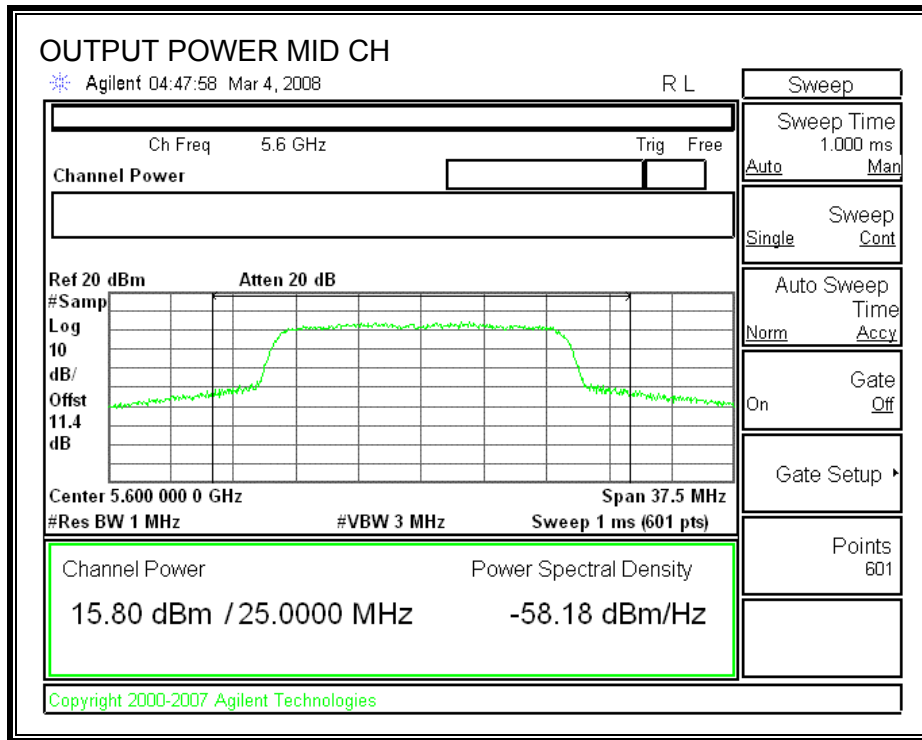 OUTPUT POWER MID CH
Agilent 04:47:58 Mar 4, 2008 R L
Ch Freq 5.6 GHz Trig Free
Channel Power
Ref 20 dBm Atten 20 dB
#Samp
Log
10
dB/
Offst
11.4
dB
Center 5.600 000 0 GHz Span 37.5 MHz
#Res BW 1 MHz #VBW 3 MHz Sweep 1 ms (601 pts)
Channel Power Power Spectral Density
15.80 dBm / 25.0000 MHz -58.18 dBm/Hz
Copyright 2000-2007 Agilent Technologies
Sweep
Sweep Time
1.000 ms
Auto Man
Sweep
Single Cont
Auto Sweep
Time
Norm Accy
Gate
On Off
Gate Setup
Points
601